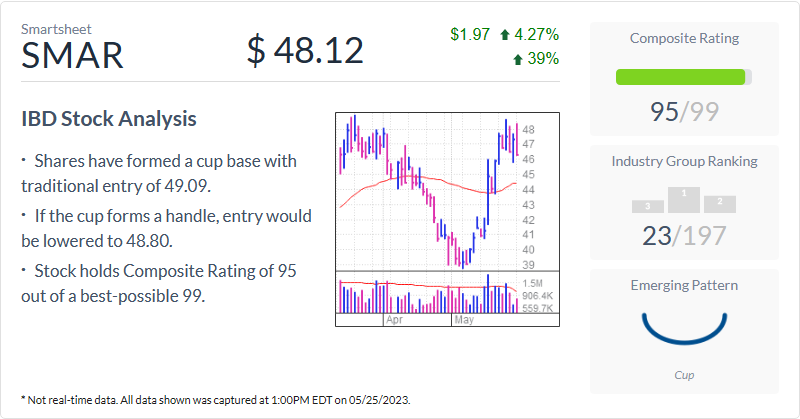 Smartsheet
SMAR
$ 48.12
$1.97 4.27%
39%
IBD Stock Analysis
· Shares have formed a cup base with
traditional entry of 49.09.
· If the cup forms a handle, entry would
be lowered to 48.80.
· Stock holds Composite Rating of 95
out of a best-possible 99.
48
47
46
45
44
43
42
41
40
39
1.5M
906.4K
559.7K
Apr
May
Composite Rating
95/99
Industry Group Ranking
3
1
2
23/197
Emerging Pattern
Cup
* Not real-time data. All data shown was captured at 1:00PM EDT on 05/25/2023.